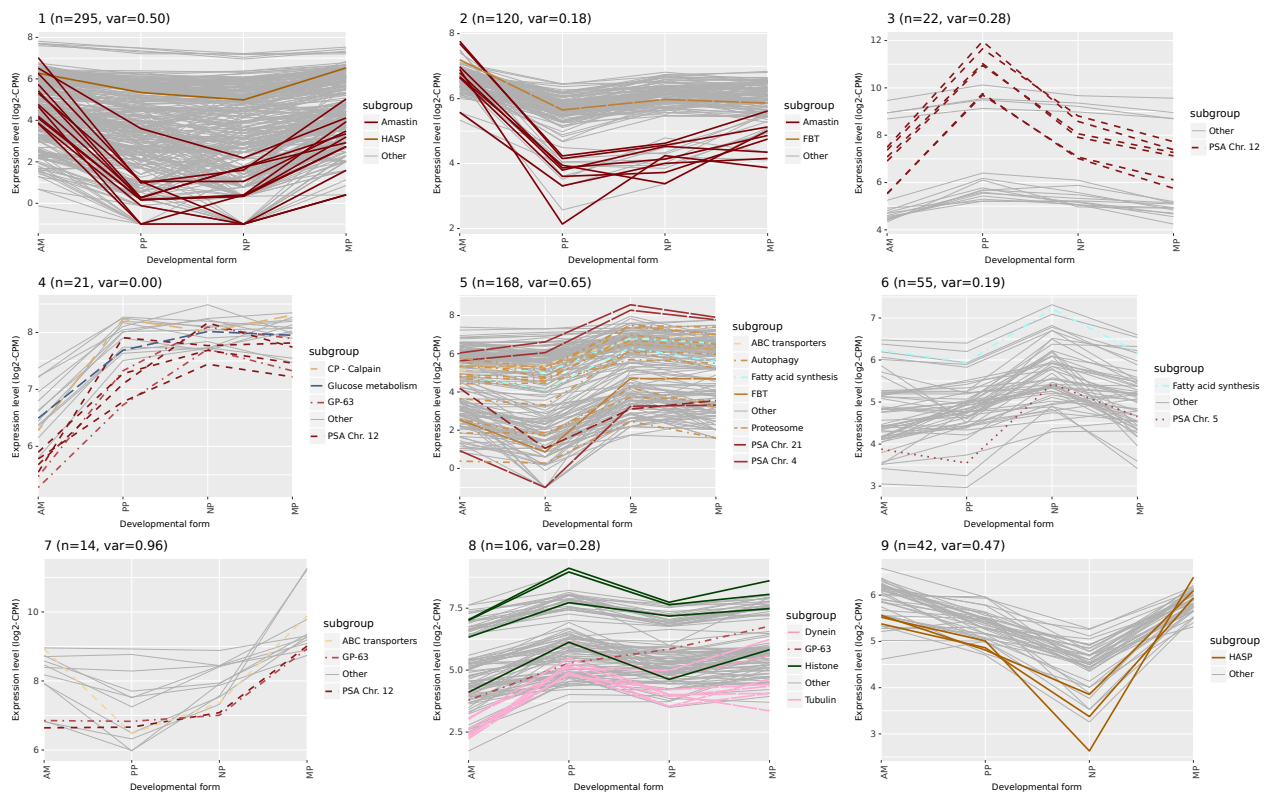 1 (n=295, var=0.50)
Expression level (log2-CPM)
8
6
4
2
0
AM
PP
NP
MP
Developmental form
subgroup
Amastin
HASP
Other
2 (n=120, var=0.18)
Expression level (log2-CPM)
8
6
4
2
AM
PP
NP
MP
Developmental form
subgroup
Amastin
FBT
Other
3 (n=22, var=0.28)
Expression level (log2-CPM)
12
10
8
6
4
AM
PP
NP
MP
Developmental form
subgroup
Other
PSA Chr. 12
4 (n=21, var=0.00)
Expression level (log2-CPM)
8
7
6
AM
PP
NP
MP
Developmental form
subgroup
CP - Calpain
Glucose metabolism
GP-63
Other
PSA Chr. 12
5 (n=168, var=0.65)
Expression level (log2-CPM)
8
6
4
2
0
AM
PP
NP
MP
Developmental form
subgroup
ABC transporters
Autophagy
Fatty acid synthesis
FBT
Other
Proteosome
PSA Chr. 21
PSA Chr. 4
6 (n=55, var=0.19)
Expression level (log2-CPM)
7
6
5
4
3
AM
PP
NP
MP
Developmental form
subgroup
Fatty acid synthesis
Other
PSA Chr. 5
7 (n=14, var=0.96)
Expression level (log2-CPM)
10
8
6
AM
PP
NP
MP
Developmental form
subgroup
ABC transporters
GP-63
Other
PSA Chr. 12
8 (n=106, var=0.28)
Expression level (log2-CPM)
7.5
5.0
2.5
AM
PP
NP
MP
Developmental form
subgroup
Dynein
GP-63
Histone
Other
Tubulin
9 (n=42, var=0.47)
Expression level (log2-CPM)
6
5
4
3
AM
PP
NP
MP
Developmental form
subgroup
HASP
Other